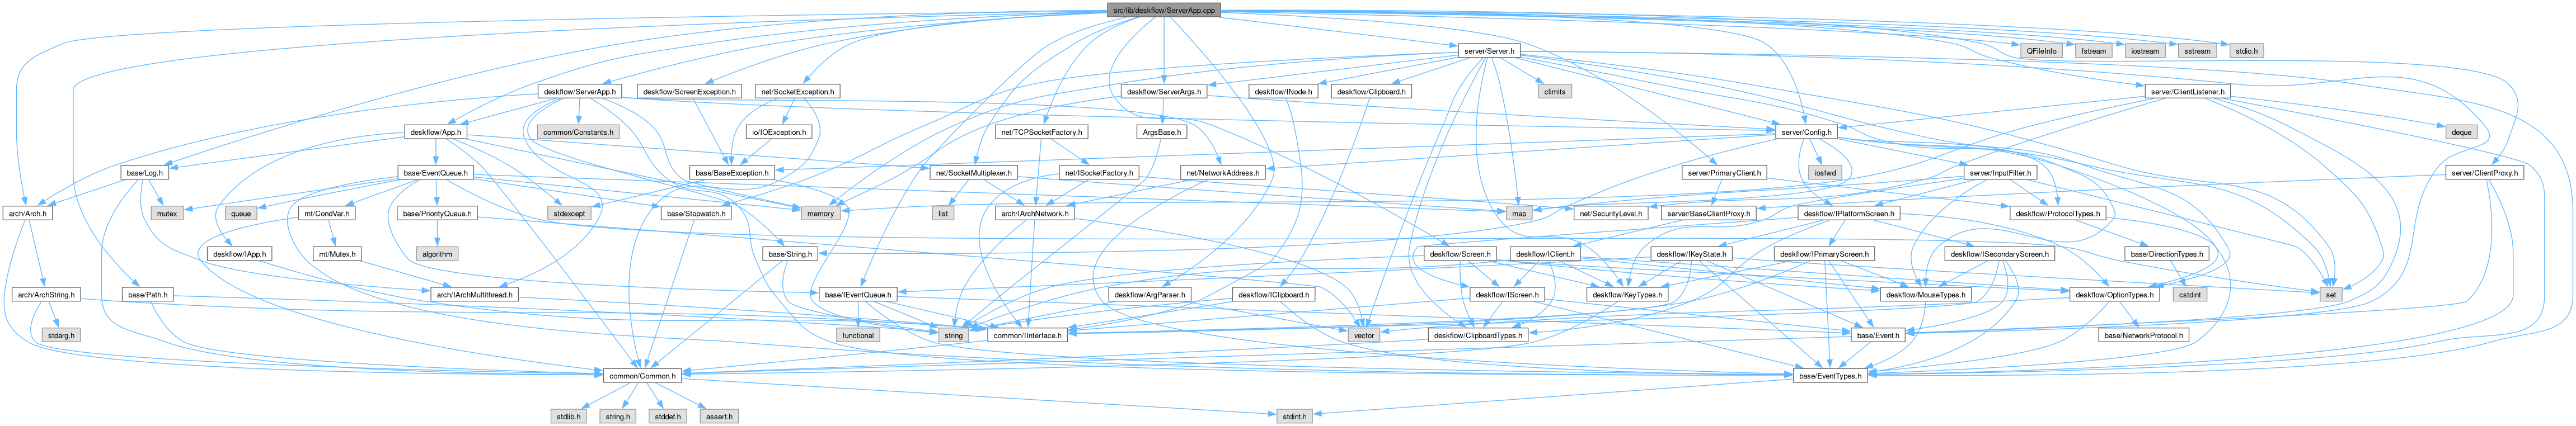 src/lib/deskflow/ServerApp.cpp
server/Server.h
QFileInfo
fstream
iostream
sstream
stdio.h
deskflow/ServerApp.h
deskflow/ScreenException.h
net/SocketException.h
deskflow/ServerArgs.h
deskflow/INode.h
deskflow/Clipboard.h
climits
server/ClientListener.h
deskflow/App.h
common/Constants.h
io/IOException.h
net/TCPSocketFactory.h
ArgsBase.h
server/Config.h
deque
base/Log.h
base/EventQueue.h
base/BaseException.h
net/SocketMultiplexer.h
net/ISocketFactory.h
net/NetworkAddress.h
server/PrimaryClient.h
iosfwd
server/InputFilter.h
server/ClientProxy.h
arch/Arch.h
mutex
queue
mt/CondVar.h
base/PriorityQueue.h
stdexcept
base/Stopwatch.h
memory
list
arch/IArchNetwork.h
map
net/SecurityLevel.h
server/BaseClientProxy.h
deskflow/IPlatformScreen.h
deskflow/ProtocolTypes.h
deskflow/IApp.h
mt/Mutex.h
algorithm
base/String.h
deskflow/Screen.h
deskflow/IClient.h
deskflow/IKeyState.h
deskflow/IPrimaryScreen.h
deskflow/ISecondaryScreen.h
base/DirectionTypes.h
arch/ArchString.h
base/Path.h
arch/IArchMultithread.h
base/IEventQueue.h
deskflow/ArgParser.h
deskflow/IClipboard.h
deskflow/IScreen.h
deskflow/KeyTypes.h
deskflow/MouseTypes.h
deskflow/OptionTypes.h
cstdint
set
stdarg.h
functional
string
common/IInterface.h
vector
deskflow/ClipboardTypes.h
base/Event.h
base/NetworkProtocol.h
common/Common.h
base/EventTypes.h
stdlib.h
string.h
stddef.h
assert.h
stdint.h